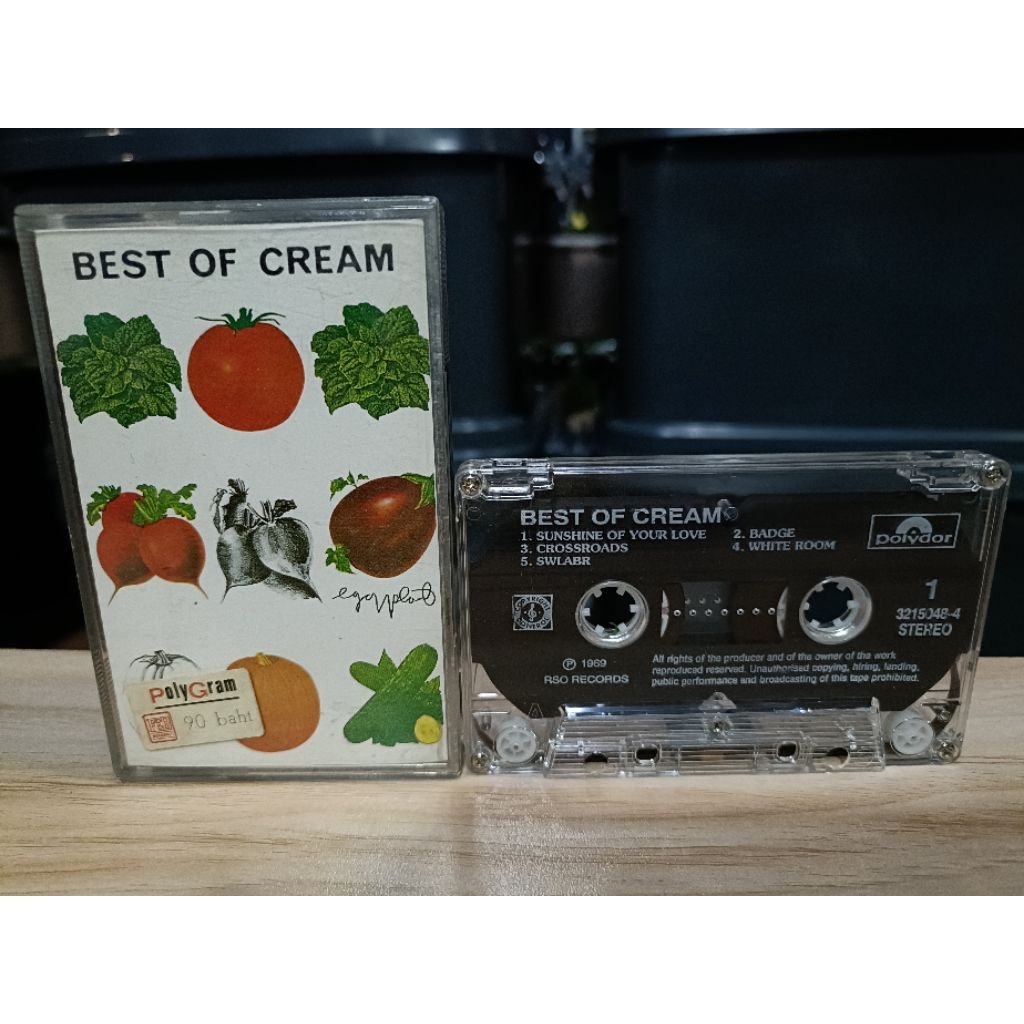 BEST OF CREAM
eggplant
PolyGram
90 baht
BEST OF CREAM
1. SUNSHINE OF YOUR LOVE 2. BADGE
3. CROSSROADS 4. WHITE ROOM
5. SWLABR
polydor
1
3215048-4
STEREO
℗ 1969
RSO RECORDS
All rights of the producer and of the owner of the work
reproduced reserved. Unauthorised copying, hiring, lending,
public performance and broadcasting of this tape prohibited.
A